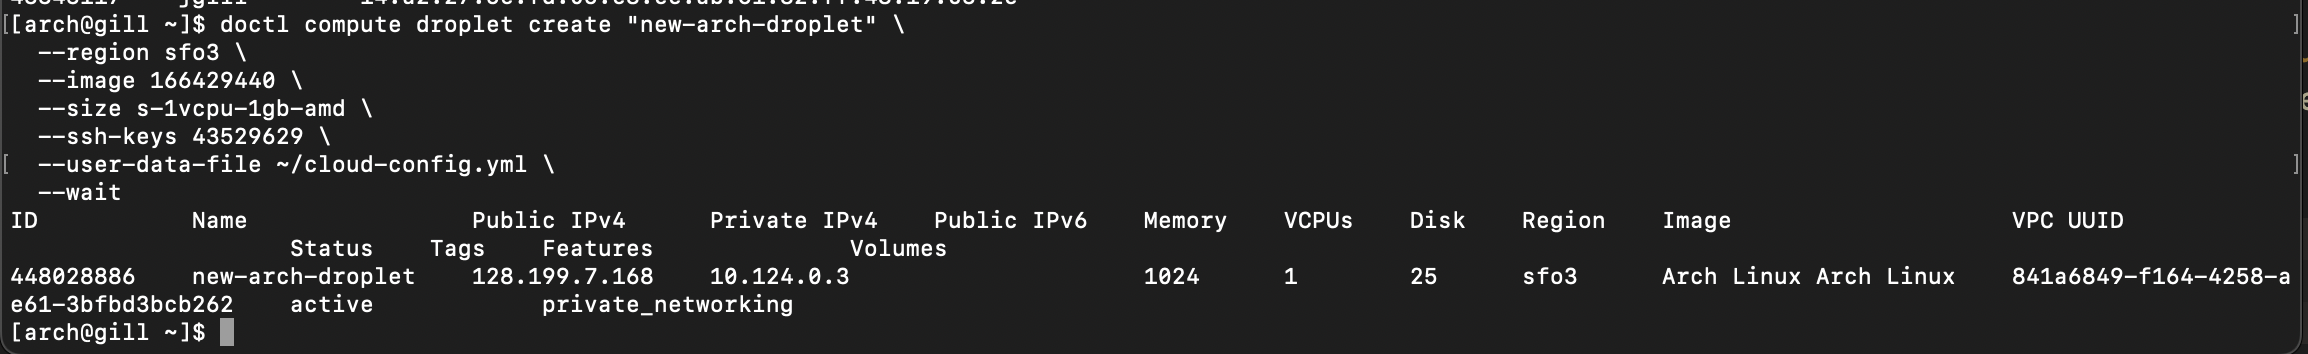 [arch@gill ~]$ doctl compute droplet create "new-arch-droplet" \
  --region sfo3 \
  --image 166429440 \
  --size s-1vcpu-1gb-amd \
  --ssh-keys 43529629 \
  --user-data-file ~/cloud-config.yml \
  --wait
ID           Name                Public IPv4      Private IPv4    Public IPv6    Memory    VCPUs    Disk    Region    Image                    VPC UUID
                    Status    Tags    Features              Volumes
448028886    new-arch-droplet    128.199.7.168    10.124.0.3                     1024      1        25      sfo3      Arch Linux Arch Linux    841a6849-f164-4258-a
e61-3bfbd3bcb262    active            private_networking
[arch@gill ~]$